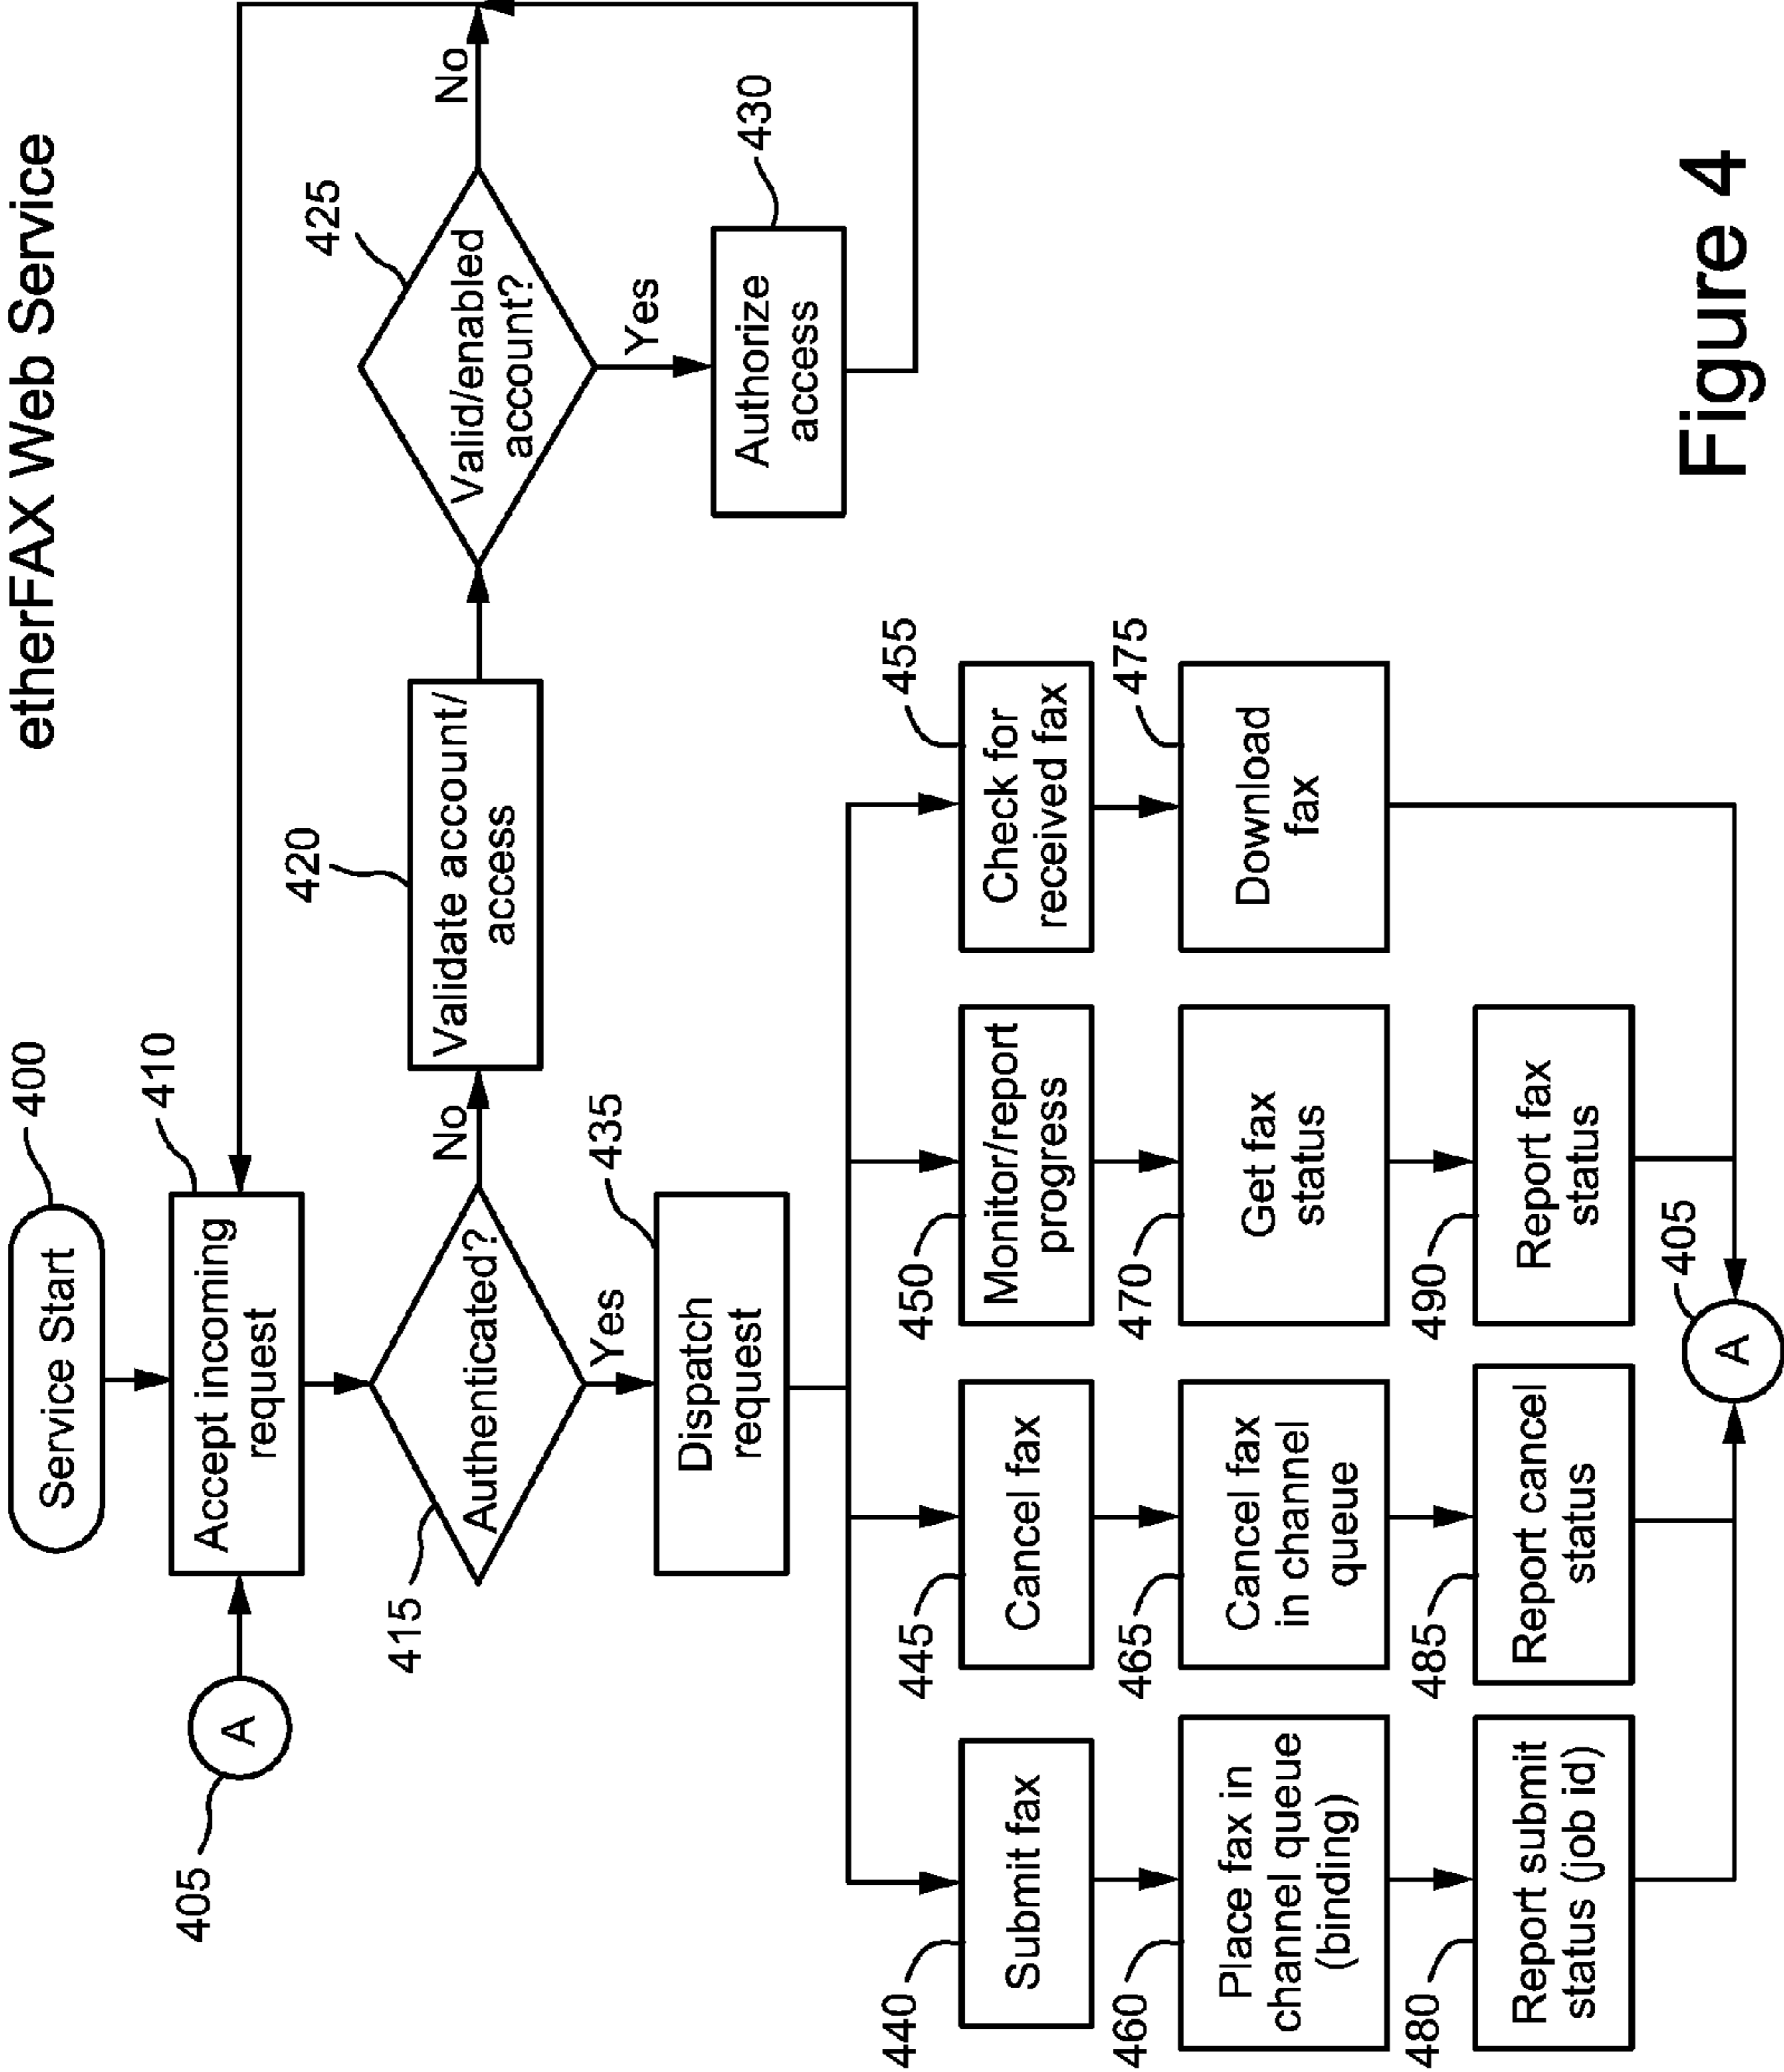 etherFAX Web Service
Service Start
400
A
405
Accept incoming
request
410
Authenticated?
415
No
Yes
Validate account/
access
420
Valid/enabled
account?
425
No
Yes
Authorize
access
430
Dispatch
request
435
Submit fax
440
Cancel fax
445
Monitor/report
progress
450
Check for
received fax
455
Place fax in
channel queue
(binding)
460
Cancel fax
in channel
queue
465
Get fax
status
470
Download
fax
475
Report submit
status (job id)
480
Report cancel
status
485
Report fax
status
490
A
405
Figure 4